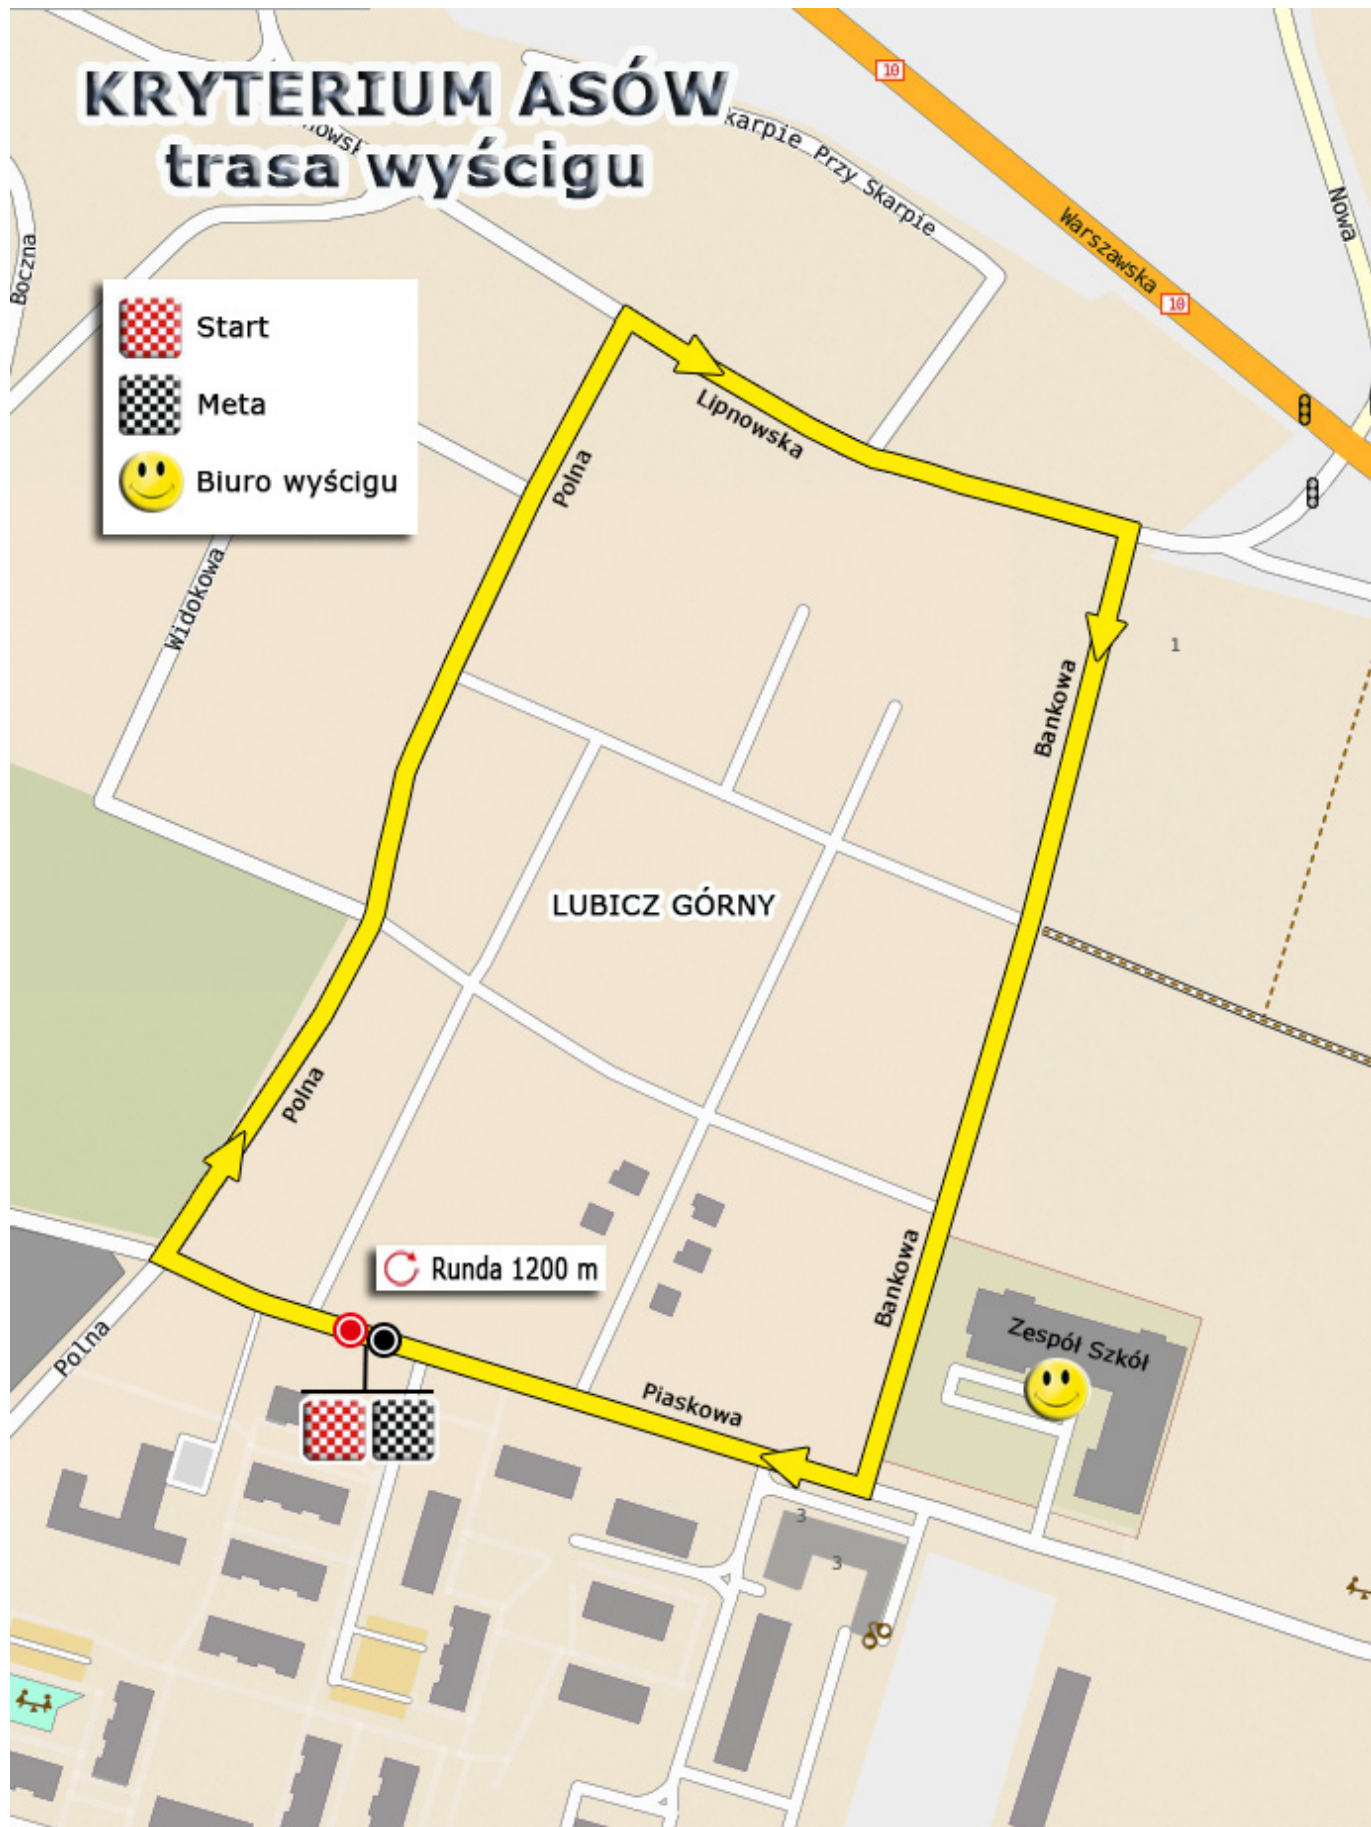 KRYTERIUM ASÓW
trasa wyścigu
Przy Skarpie
10
Warszawska
10
Nowa
Boczna
Start
Meta
Biuro wyścigu
Lipnowska
Polna
Widokowa
1
Bankowa
LUBICZ GÓRNY
Polna
Bankowa
Runda 1200 m
Zespół Szkół
Polna
Piaskowa
3
3